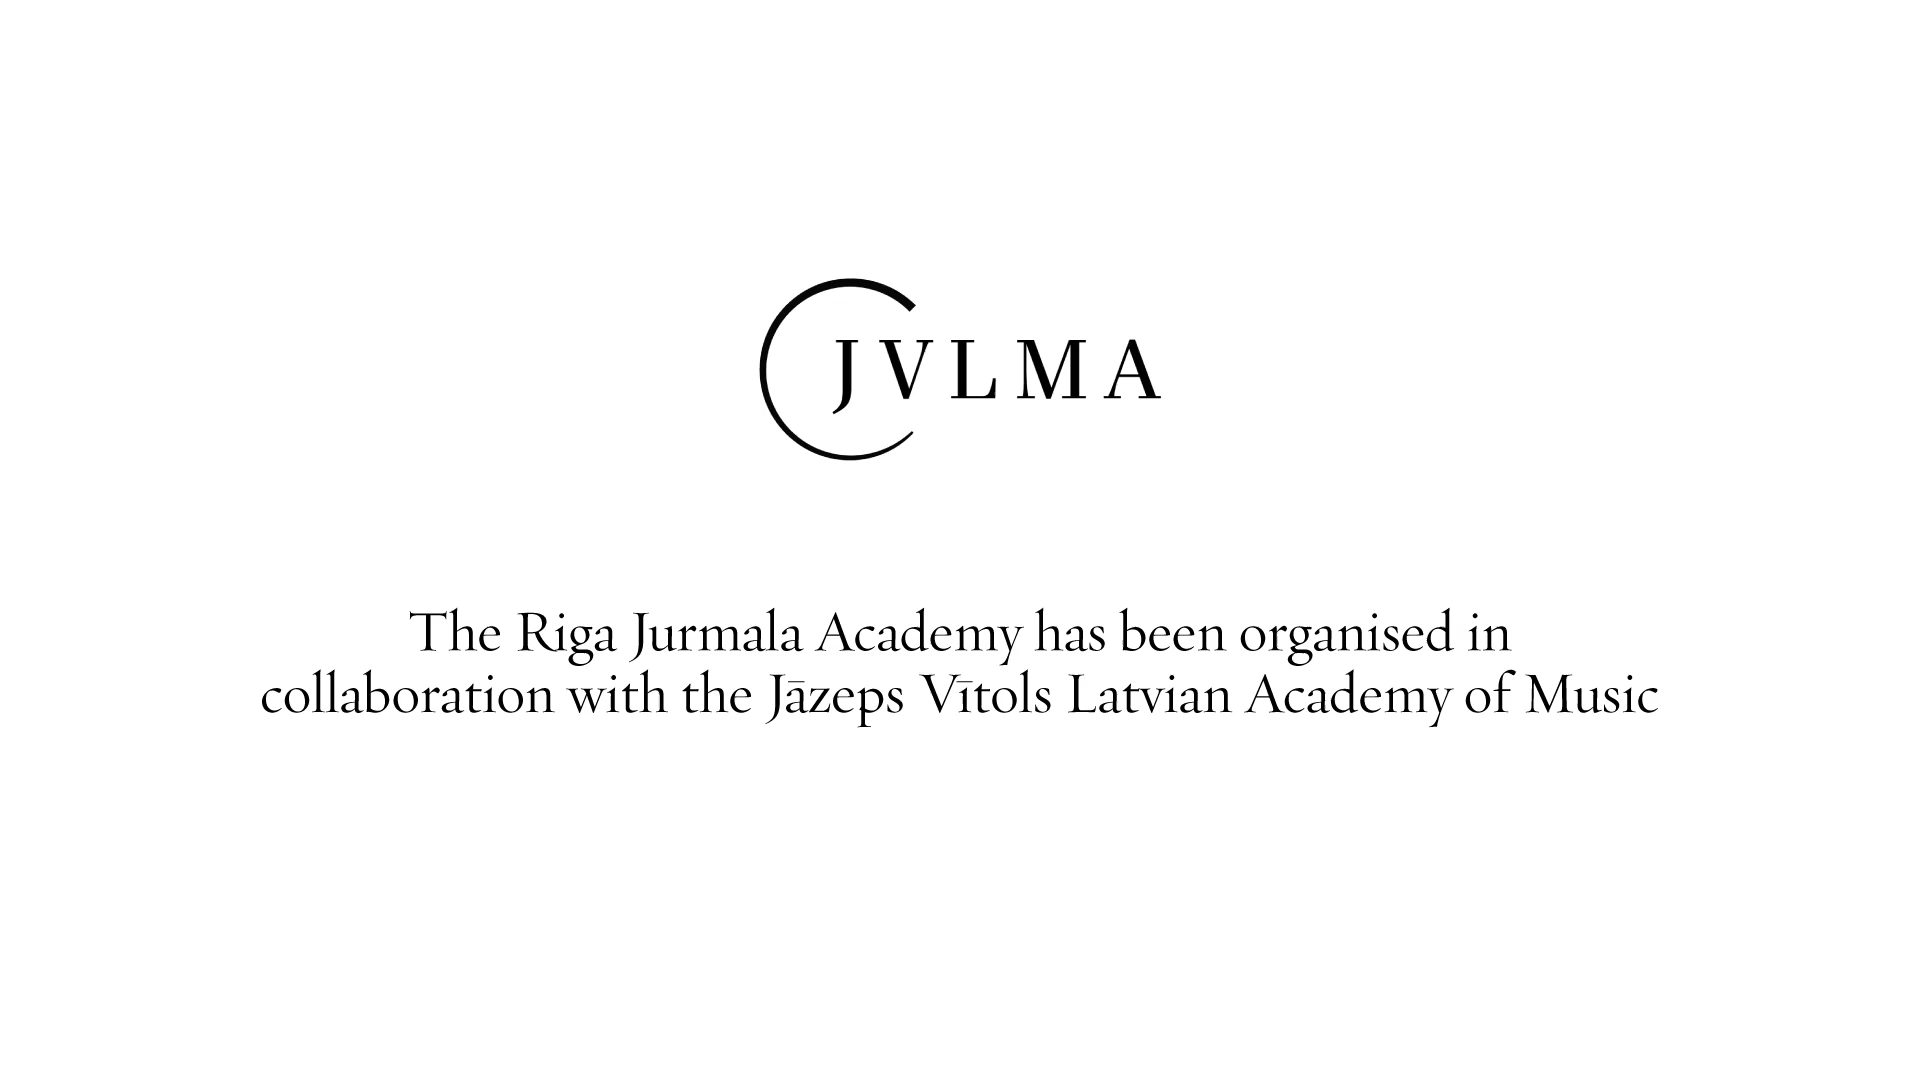 JVLMA
The Riga Jurmala Academy has been organised in
collaboration with the Jāzeps Vītols Latvian Academy of Music